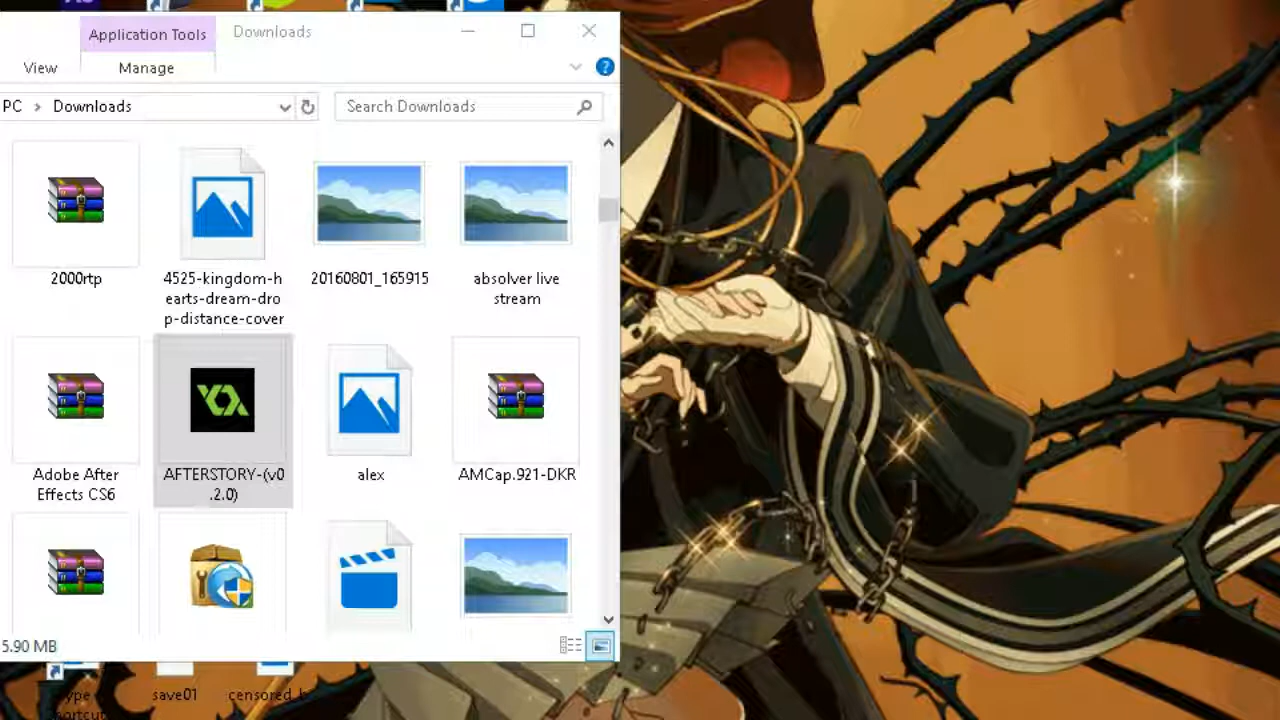 Application Tools
Downloads
View
Manage
PC
Downloads
Search Downloads
2000rtp
4525-kingdom-h
earts-dream-dro
p-distance-cover
20160801_165915
absolver live
stream
Adobe After
Effects CS6
AFTERSTORY-(v0
.2.0)
alex
AMCap.921-DKR
5.90 MB
save01